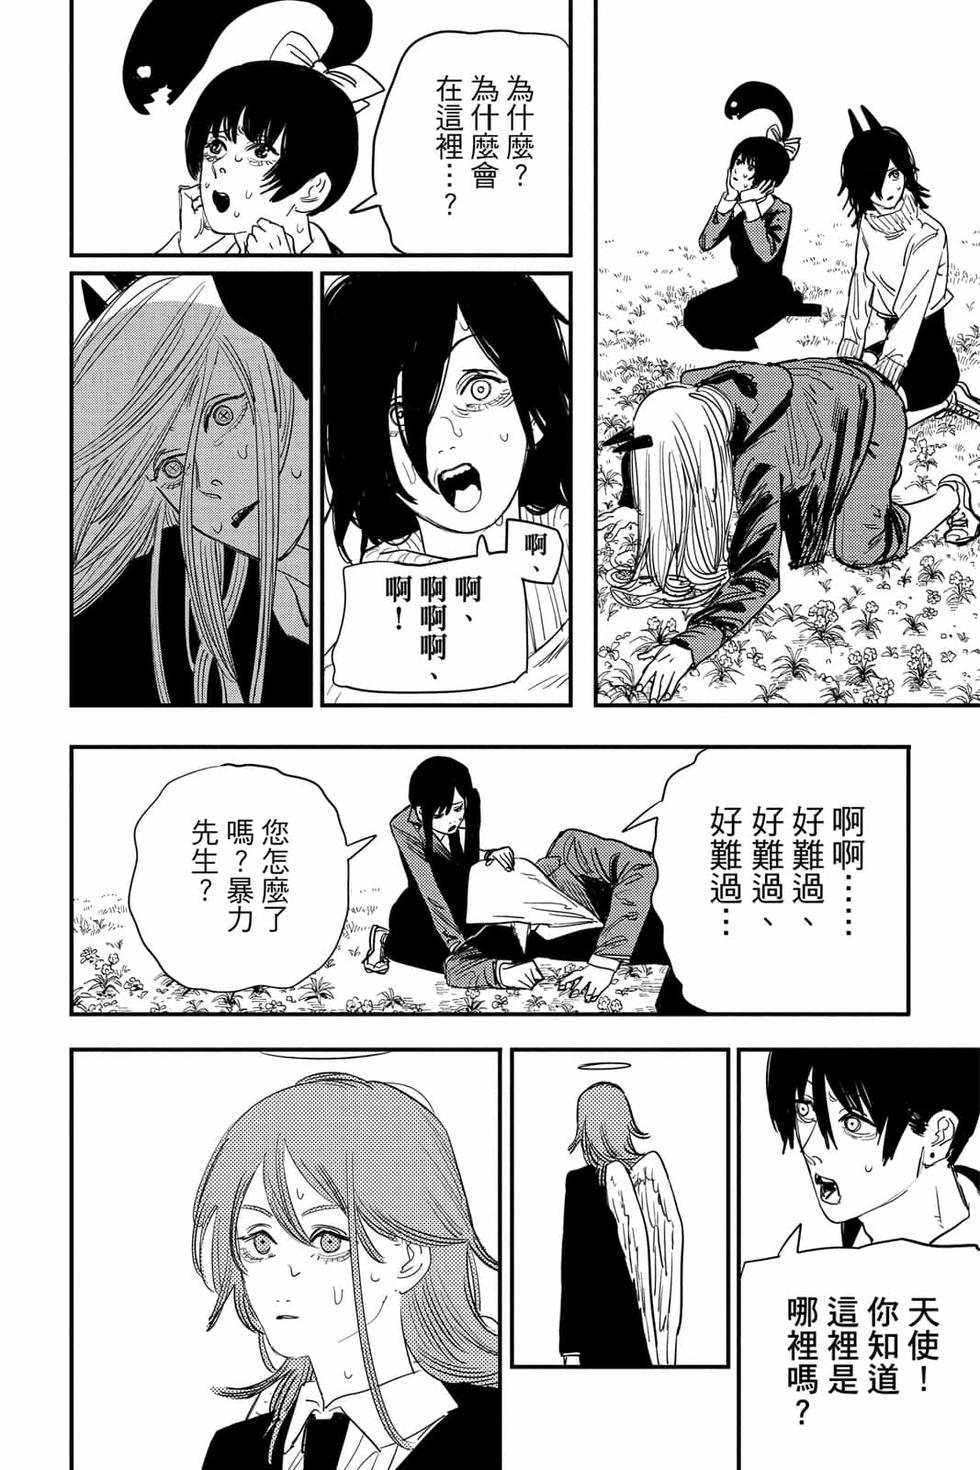 為什麼？
為什麼會
在這裡…？
啊、
啊、
啊啊啊、
啊！
啊啊……
好難過、
好難過、
好難過…
您怎麼了
嗎？暴力
先生？
天使！
你知道
這裡是
哪裡嗎？